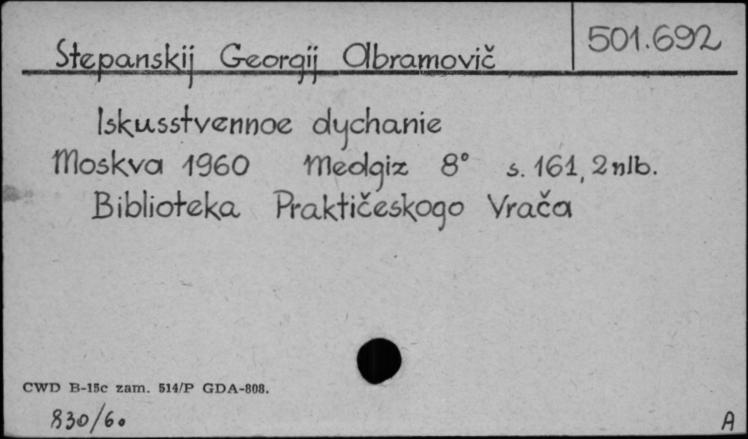 Stepanskij Georgij Abramovič 501.692
Iskusstvennoe dychanie
Moskva 1960 Medgiz 8° s. 161, 2 nlb.
Biblioteka Praktičeskogo Vrača
CWD B-15c zam. 514/P GDA-808.
830/60 A